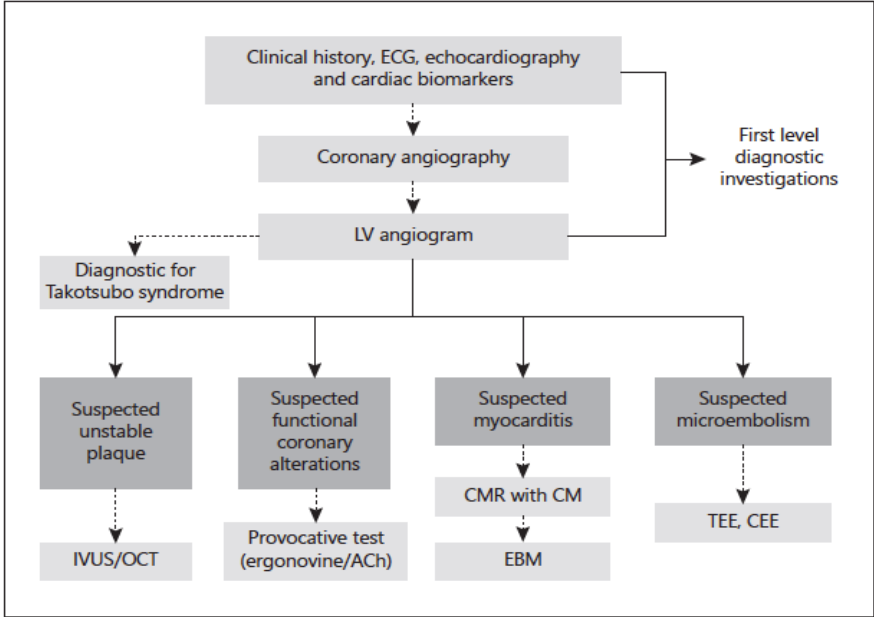 Clinical history, ECG, echocardiography
and cardiac biomarkers
Coronary angiography
First level
diagnostic
investigations
LV angiogram
Diagnostic for
Takotsubo syndrome
Suspected
unstable
plaque
Suspected
functional
coronary
alterations
Suspected
myocarditis
Suspected
microembolism
CMR with CM
TEE, CEE
IVUS/OCT
Provocative test
(ergonovine/ACh)
EBM